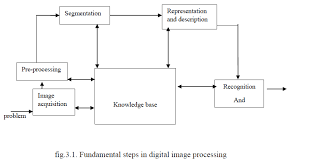 Segmentation
Representation
and description
Pre-processing
Image
acquisition
problem
Knowledge base
Recognition
And
fig.3.1. Fundamental steps in digital image processing